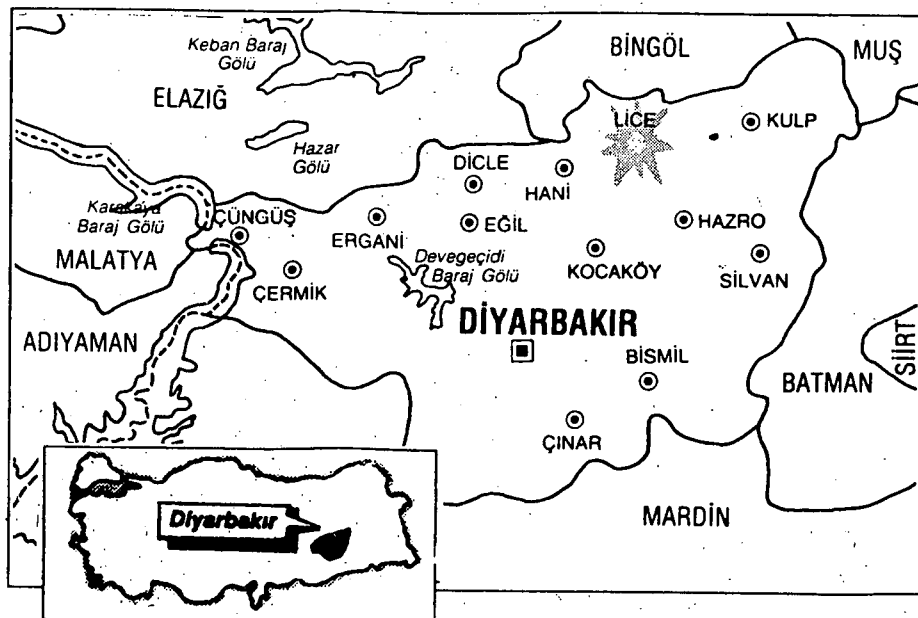 Keban Baraj
Gölü
BİNGÖL
MUŞ
ELAZIĞ
LİCE
KULP
Hazar
Gölü
DİCLE
HANİ
Karakaya
Baraj Gölü
ÇÜNGÜŞ
ERGANİ
EĞİL
HAZRO
MALATYA
Devegeçidi
Baraj Gölü
KOCAKÖY
SİLVAN
ÇERMİK
DİYARBAKIR
ADIYAMAN
BİSMİL
BATMAN
SİİRT
ÇINAR
MARDİN
Diyarbakır